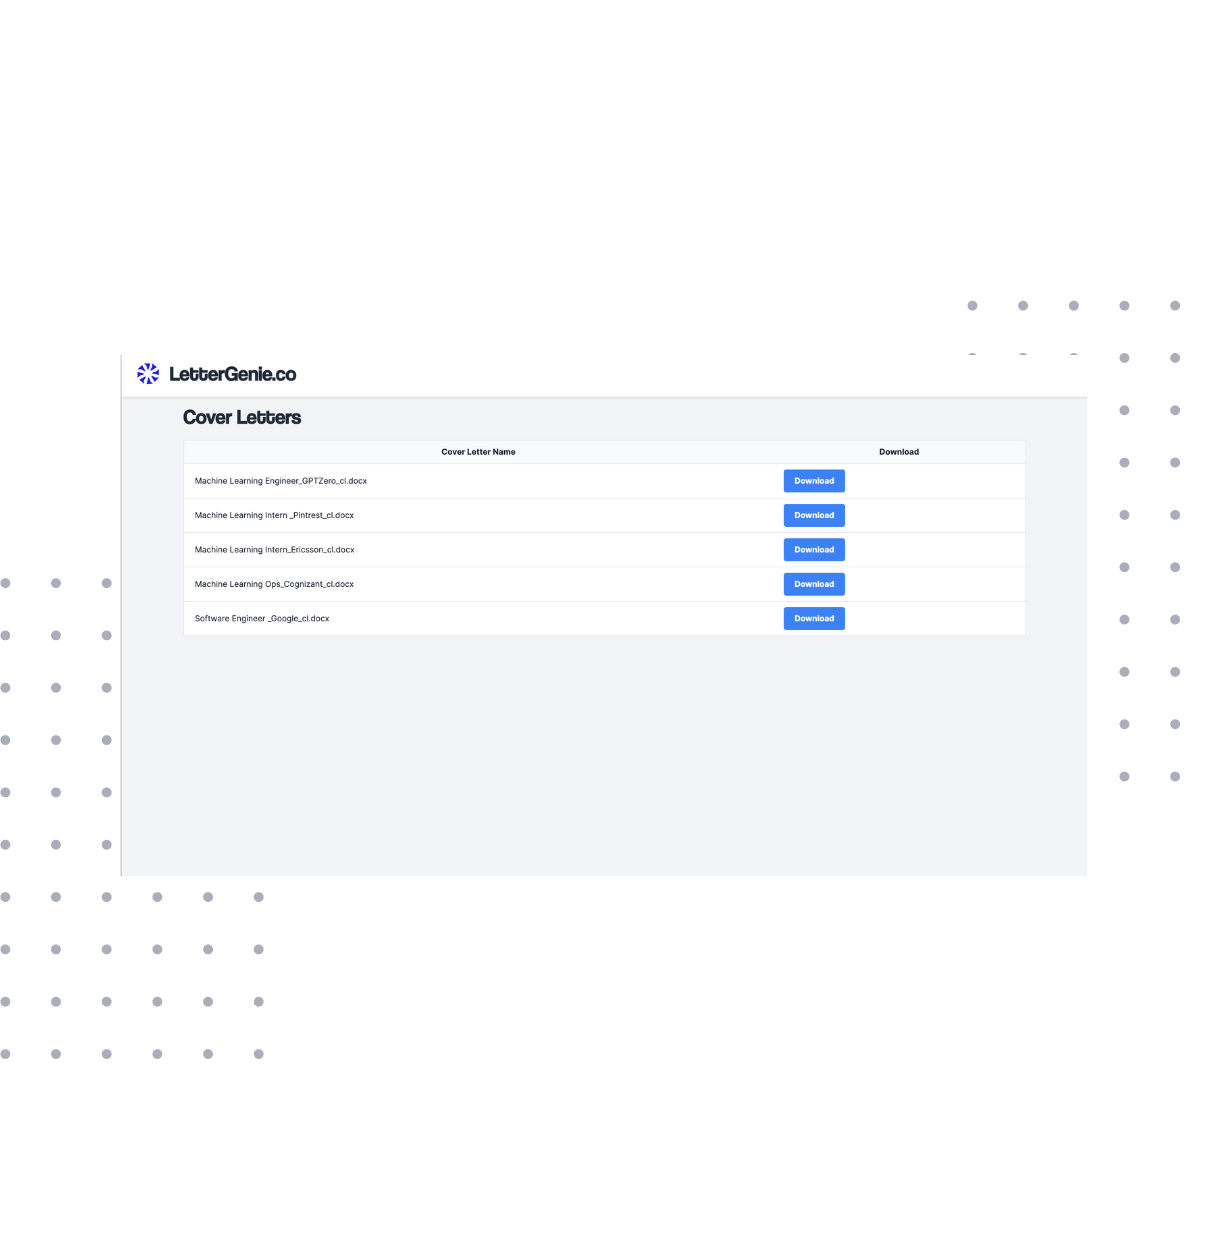 LetterGenie.co
Cover Letters
Cover Letter Name Download
Machine Learning Engineer_GPTZero_cl.docx Download
Machine Learning Intern _Pintrest_cl.docx Download
Machine Learning Intern_Ericsson_cl.docx Download
Machine Learning Ops_Cognizant_cl.docx Download
Software Engineer _Google_cl.docx Download